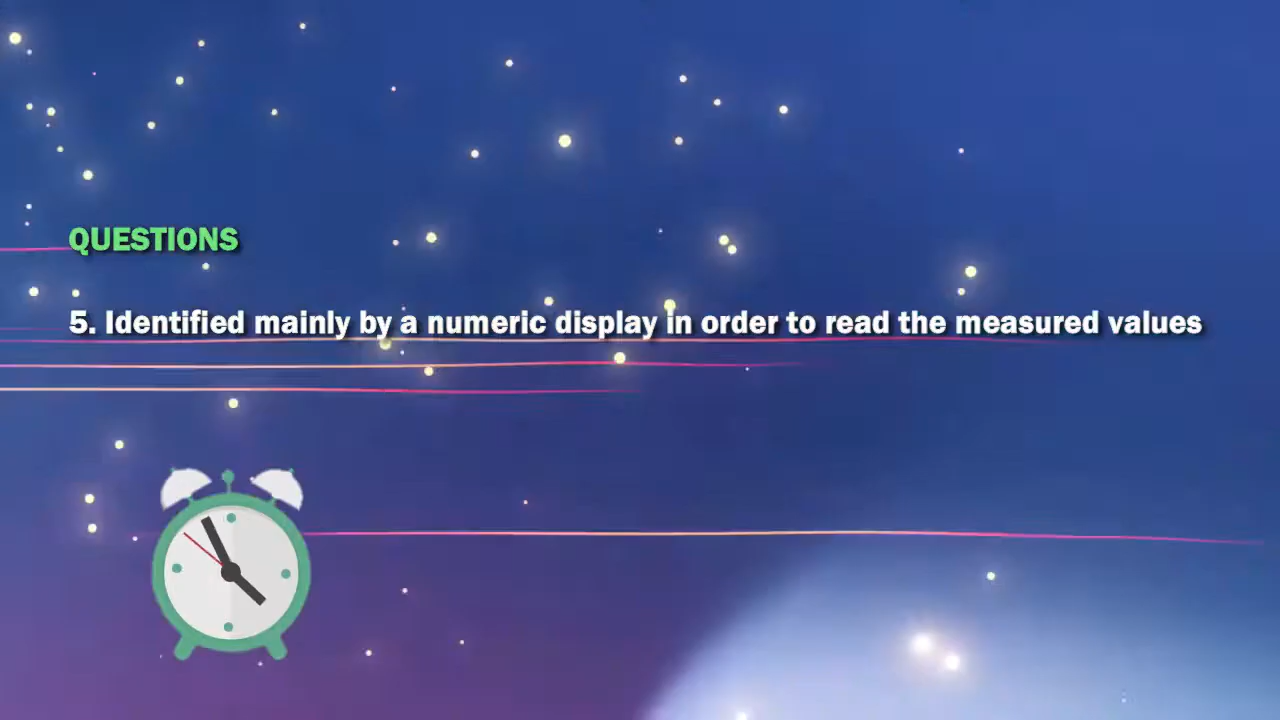 QUESTIONS
5. Identified mainly by a numeric display in order to read the measured values